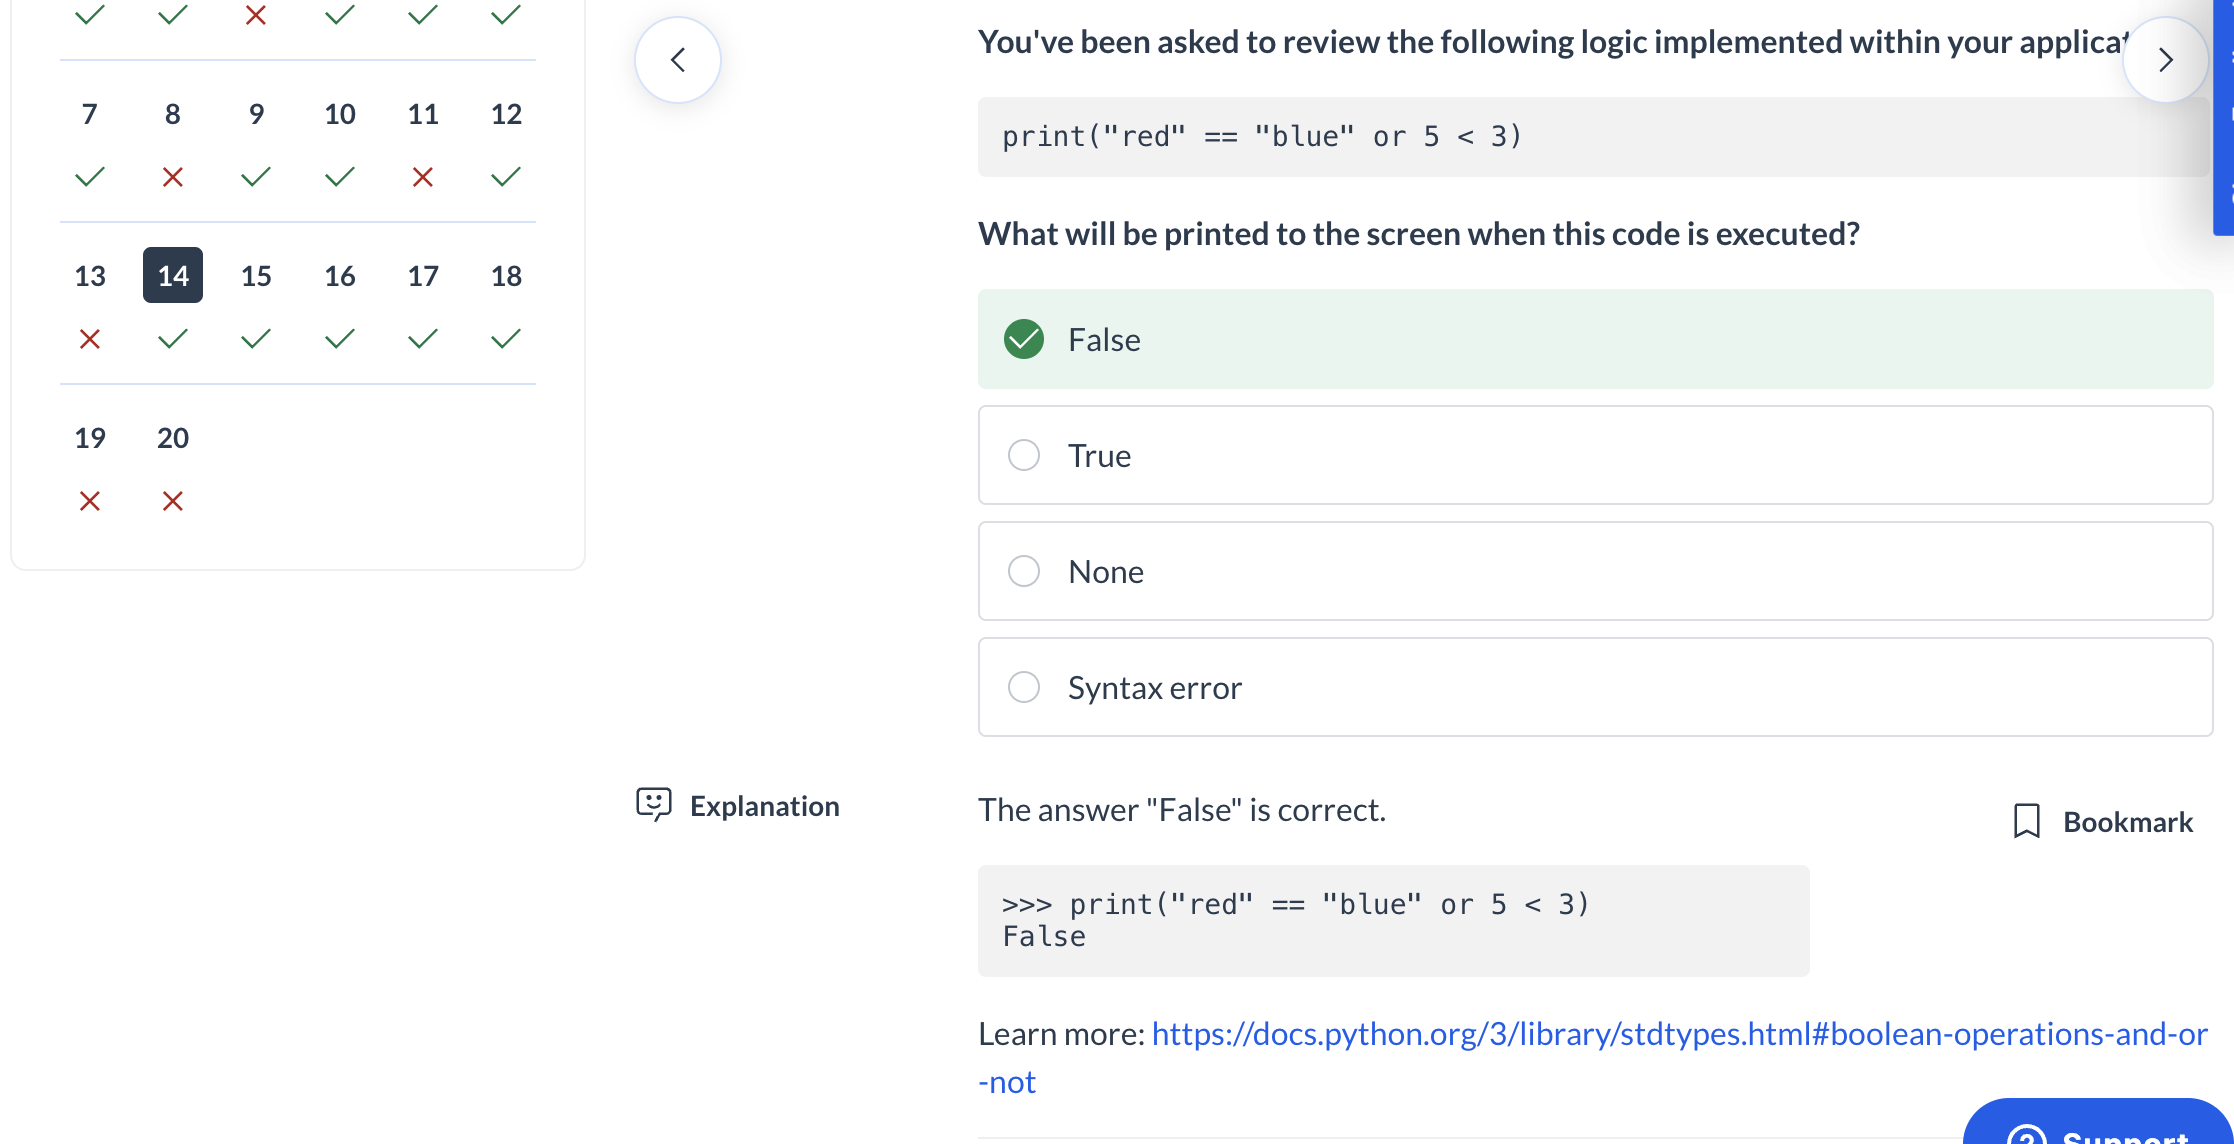 7 8 9 10 11 12
13 14 15 16 17 18
19 20
You've been asked to review the following logic implemented within your
print("red" == "blue" or 5 < 3)
What will be printed to the screen when this code is executed?
False
True
None
Syntax error
Explanation
The answer "False" is correct.
Bookmark
>>> print("red" == "blue" or 5 < 3)
False
Learn more: https://docs.python.org/3/library/stdtypes.html#boolean-operations-and-or
-not
Support